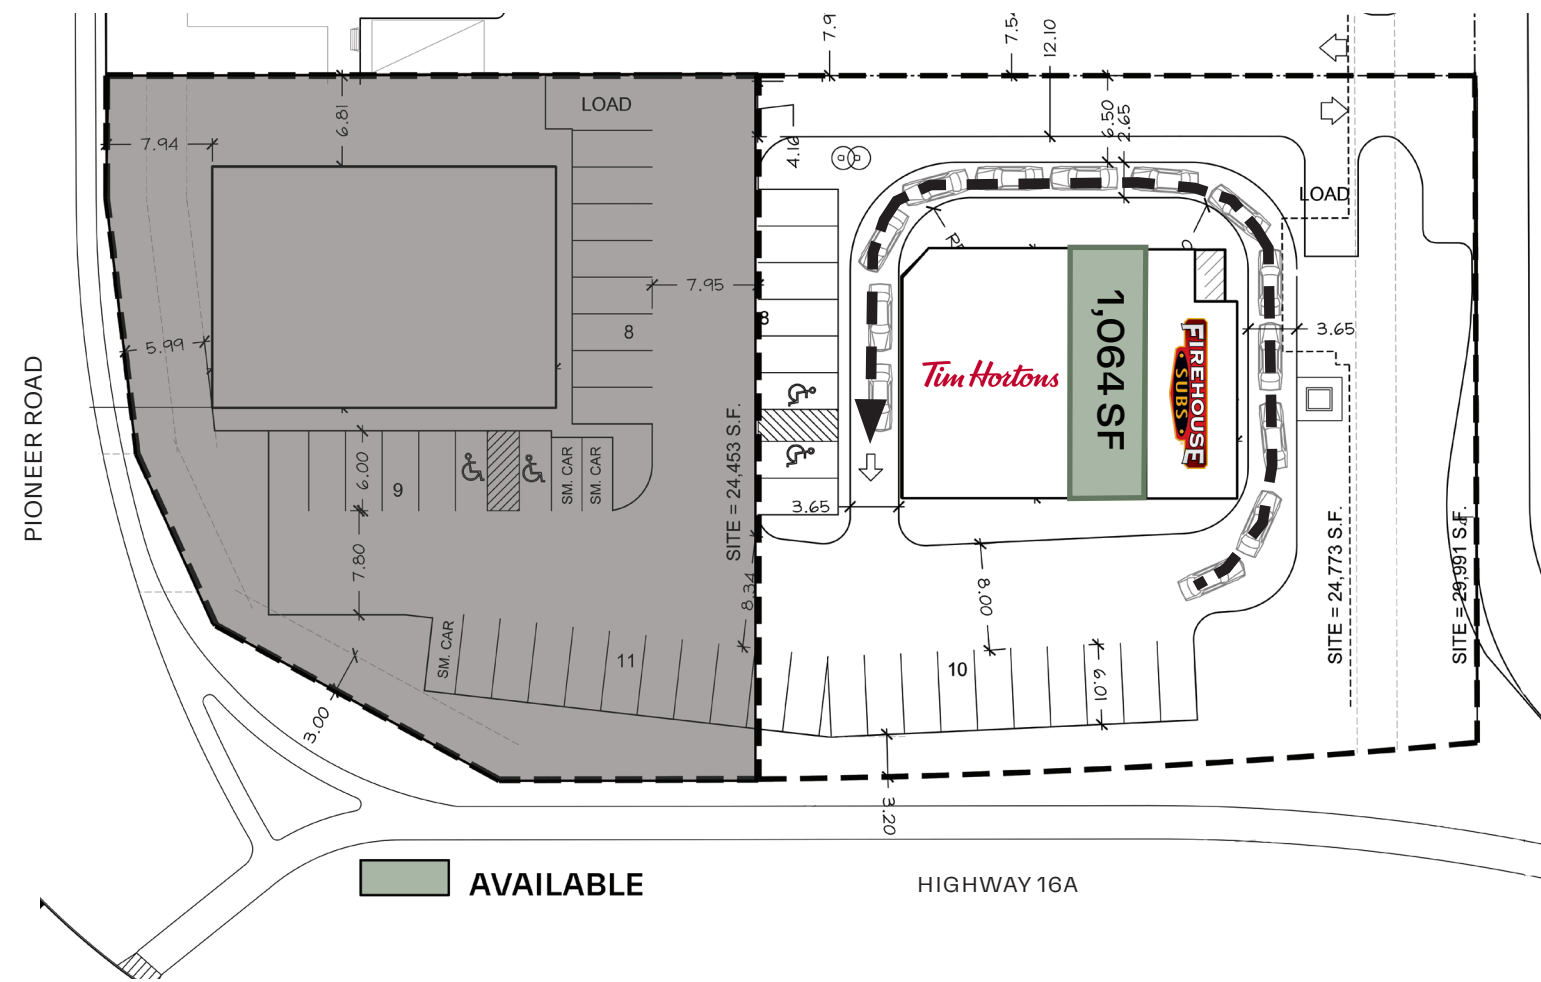 7.9
7.5
12.10
LOAD
6.81
7.94
6.50
2.65
4.16
LOAD
7.95
8
8
5.99
3.65
1,064 SF
Tim Hortons
FIREHOUSE
SUBS
PIONEER ROAD
6.00
9
SM. CAR
SM. CAR
SITE = 24,453 S.F.
3.65
7.80
8.34
8.00
SITE = 24,773 S.F.
SITE = 29,991 S.F.
SM. CAR
11
10
6.01
3.00
3.20
AVAILABLE
HIGHWAY 16A